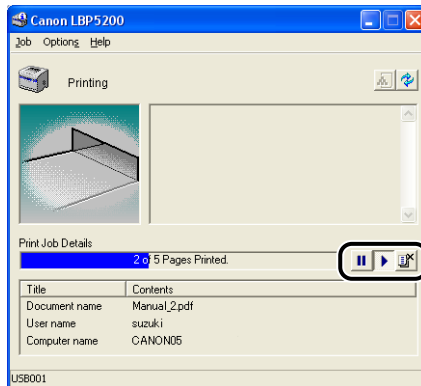 Canon LBP5200
Job Options Help
Printing
Print Job Details
2 of 5 Pages Printed.
Title Contents
Document name Manual_2.pdf
User name suzuki
Computer name CANON05
USB001